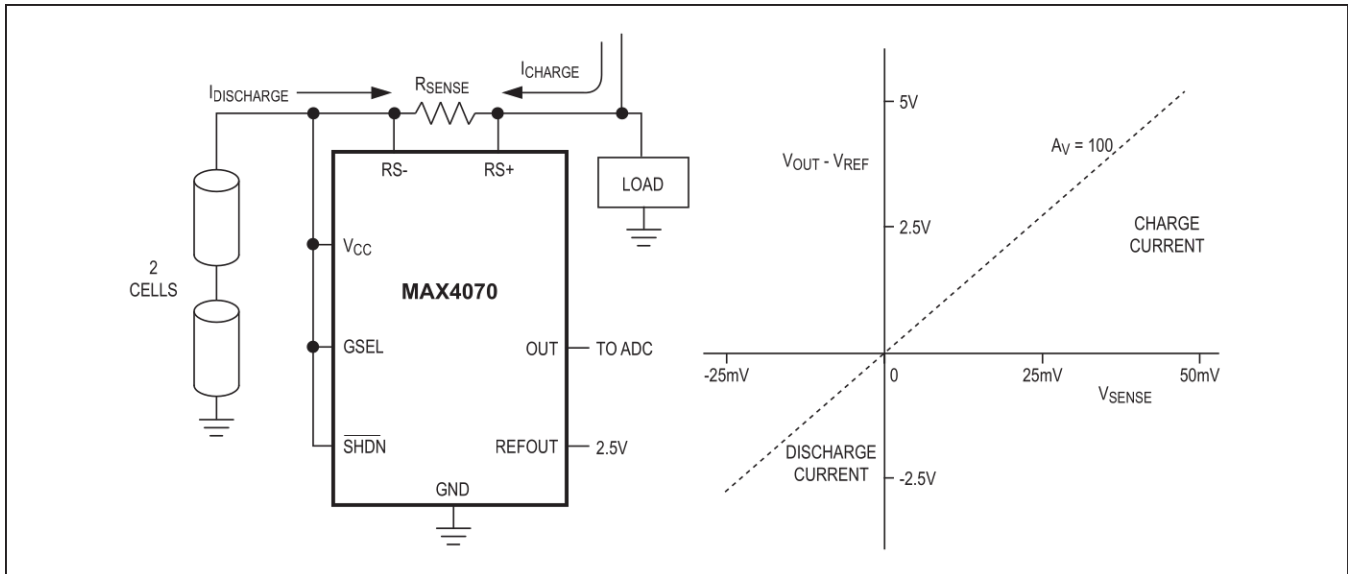 IDISCHARGE
RSENSE
ICHARGE
RS-
RS+
LOAD
VCC
2
CELLS
MAX4070
GSEL
OUT
TO ADC
SHDN
REFOUT
2.5V
GND
5V
VOUT - VREF
AV = 100
2.5V
CHARGE
CURRENT
-25mV
0
25mV
50mV
VSENSE
DISCHARGE
CURRENT
-2.5V